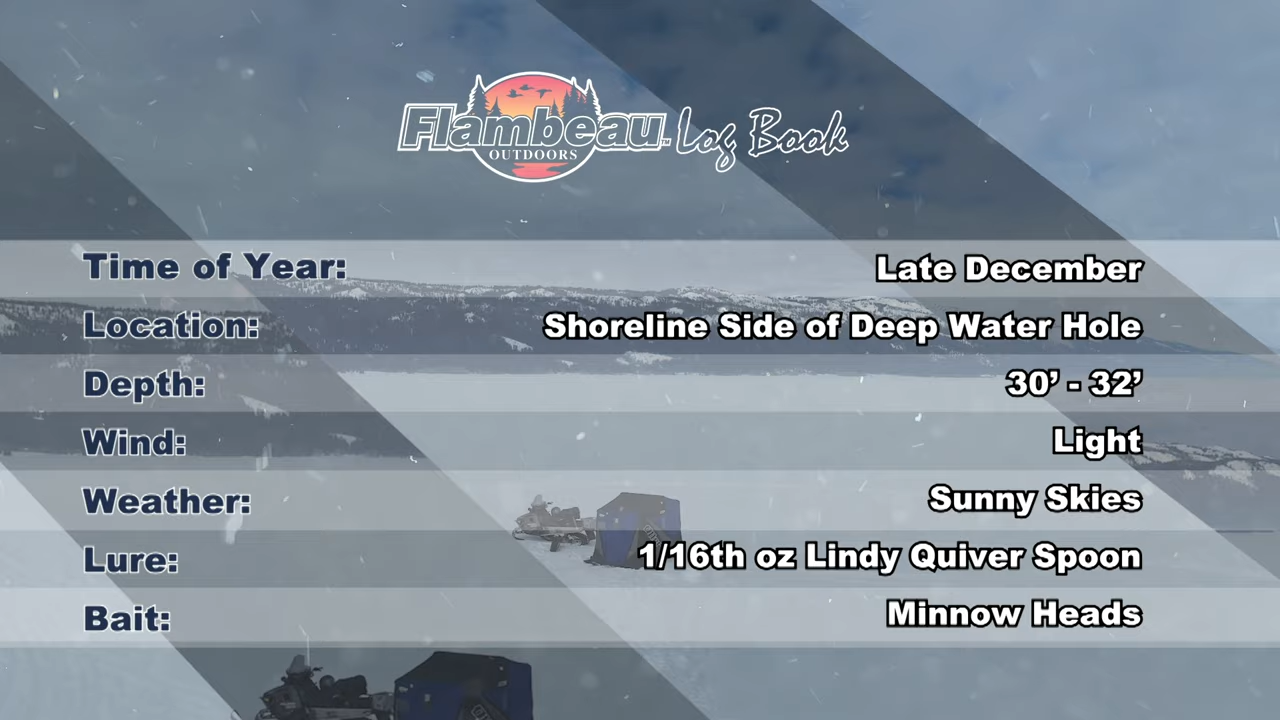 Flambeau™ Log Book
OUTDOORS
Time of Year: Late December
Location: Shoreline Side of Deep Water Hole
Depth: 30’ - 32’
Wind: Light
Weather: Sunny Skies
Lure: 1/16th oz Lindy Quiver Spoon
Bait: Minnow Heads